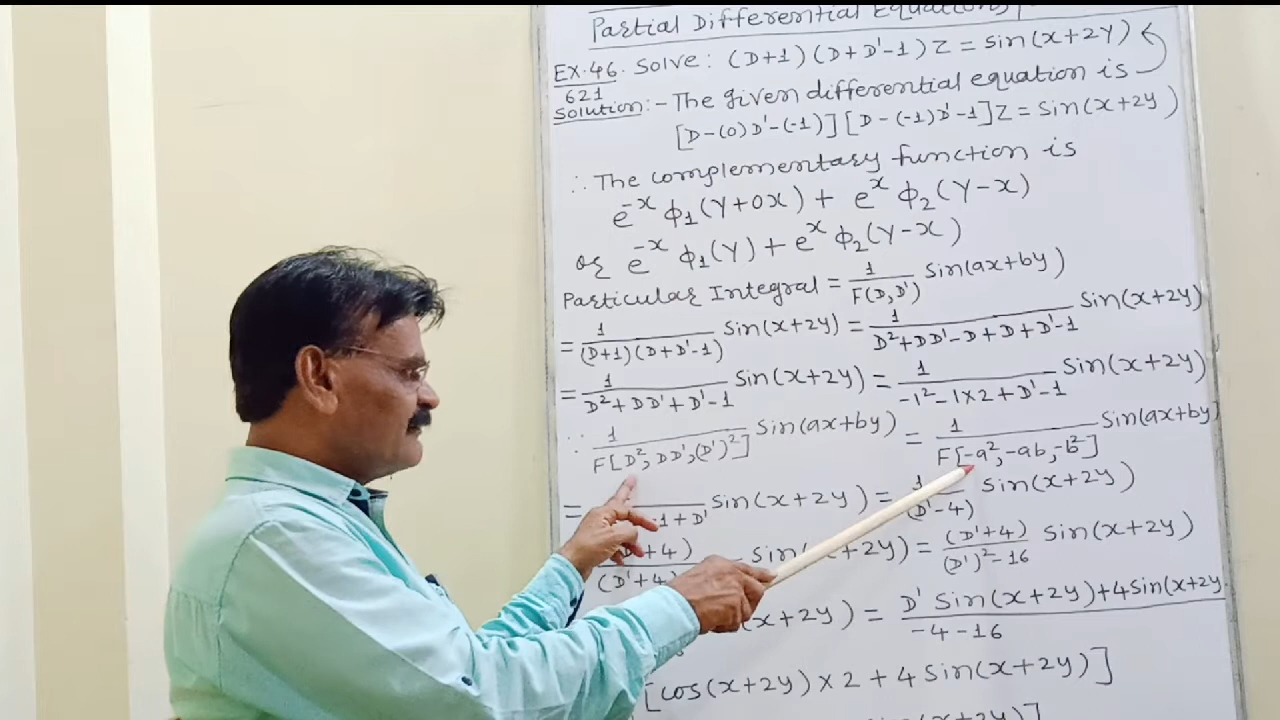 Partial Differential Equations
EX.46. Solve: (D+1)(D+D'-1)Z = sin(x+2y)
621
Solution:- The given differential equation is
[D-(0)D'-(-1)][D-(-1)D'-1]Z = Sin(x+2y)
∴ The complementary function is
e^-x ϕ1(y+0x) + e^x ϕ2(y-x)
or e^-x ϕ1(y) + e^x ϕ2(y-x)
Particular Integral = 1/F(D,D') Sin(ax+by)
= 1/(D+1)(D+D'-1) Sin(x+2y) = 1/D²+DD'-D+D+D'-1 Sin(x+2y)
= 1/D²+DD'+D'-1 Sin(x+2y) = 1/-1²-1×2+D'-1 Sin(x+2y)
∵ 1/F[D²,DD',(D')²] Sin(ax+by) = 1/F[-a²,-ab,-b²] Sin(ax+by)
= -1+D' Sin(x+2y) = 1/(D'-4) Sin(x+2y)
+4)/(D'+4) +2y) = (D'+4)/(D')²-16 Sin(x+2y)
(x+2y) = D' Sin(x+2y)+4Sin(x+2y/-4-16
[cos(x+2y)×2+4Sin(x+2y)]